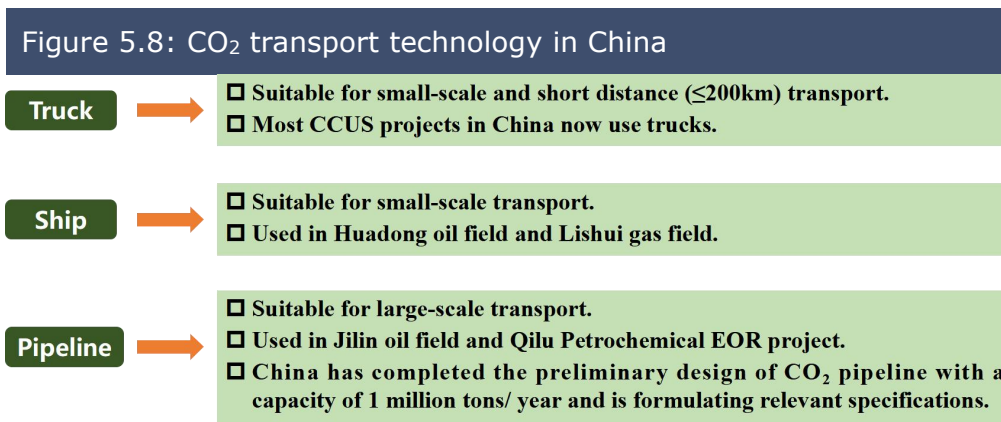 Figure 5.8: CO₂ transport technology in China
Truck
❑ Suitable for small-scale and short distance (≤200km) transport.
❑ Most CCUS projects in China now use trucks.
Ship
❑ Suitable for small-scale transport.
❑ Used in Huadong oil field and Lishui gas field.
Pipeline
❑ Suitable for large-scale transport.
❑ Used in Jilin oil field and Qilu Petrochemical EOR project.
❑ China has completed the preliminary design of CO₂ pipeline with a
capacity of 1 million tons/ year and is formulating relevant specifications.